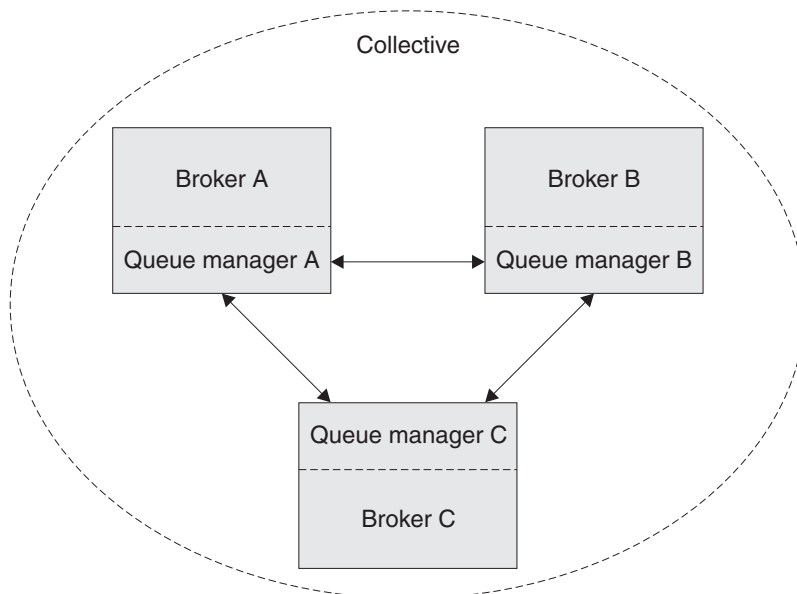 Collective
Broker A
Broker B
Queue manager A
Queue manager B
Queue manager C
Broker C